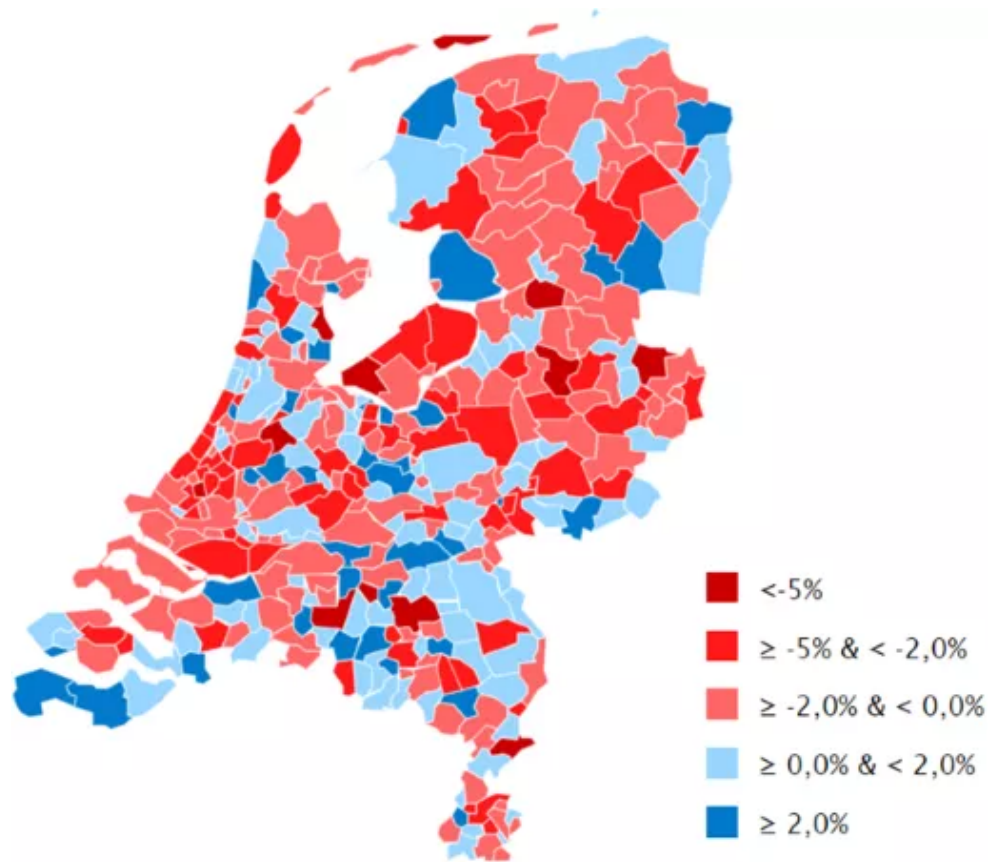 <-5%
≥ -5% & < -2,0%
≥ -2,0% & < 0,0%
≥ 0,0% & < 2,0%
≥ 2,0%